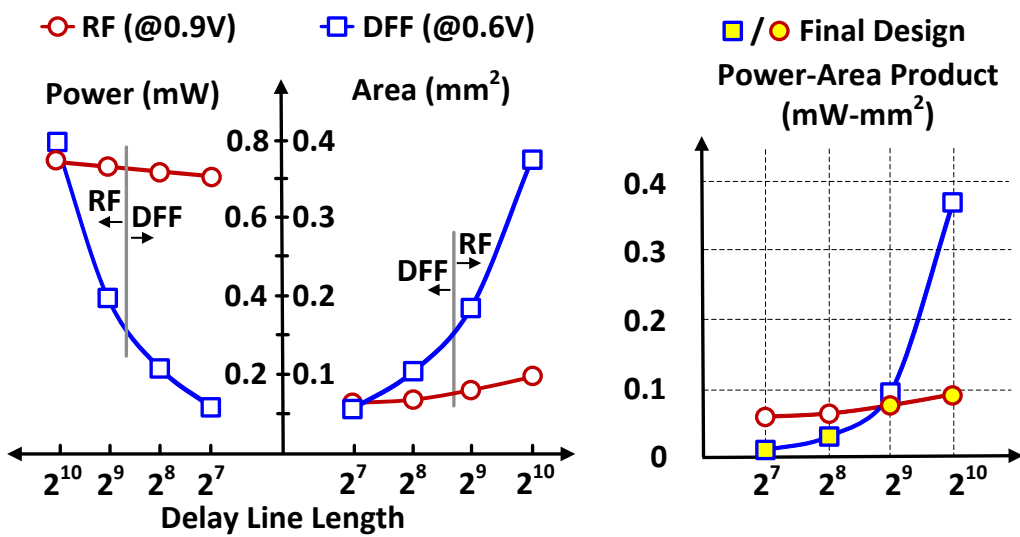 RF (@0.9V) DFF (@0.6V)
Power (mW) Area (mm²)
0.8 0.4
0.6 0.3
0.4 0.2
0.2 0.1
RF DFF
DFF RF
2¹⁰ 2⁹ 2⁸ 2⁷ 2⁷ 2⁸ 2⁹ 2¹⁰
Delay Line Length
/ Final Design
Power-Area Product
(mW-mm²)
0.4
0.3
0.2
0.1
0
2⁷ 2⁸ 2⁹ 2¹⁰